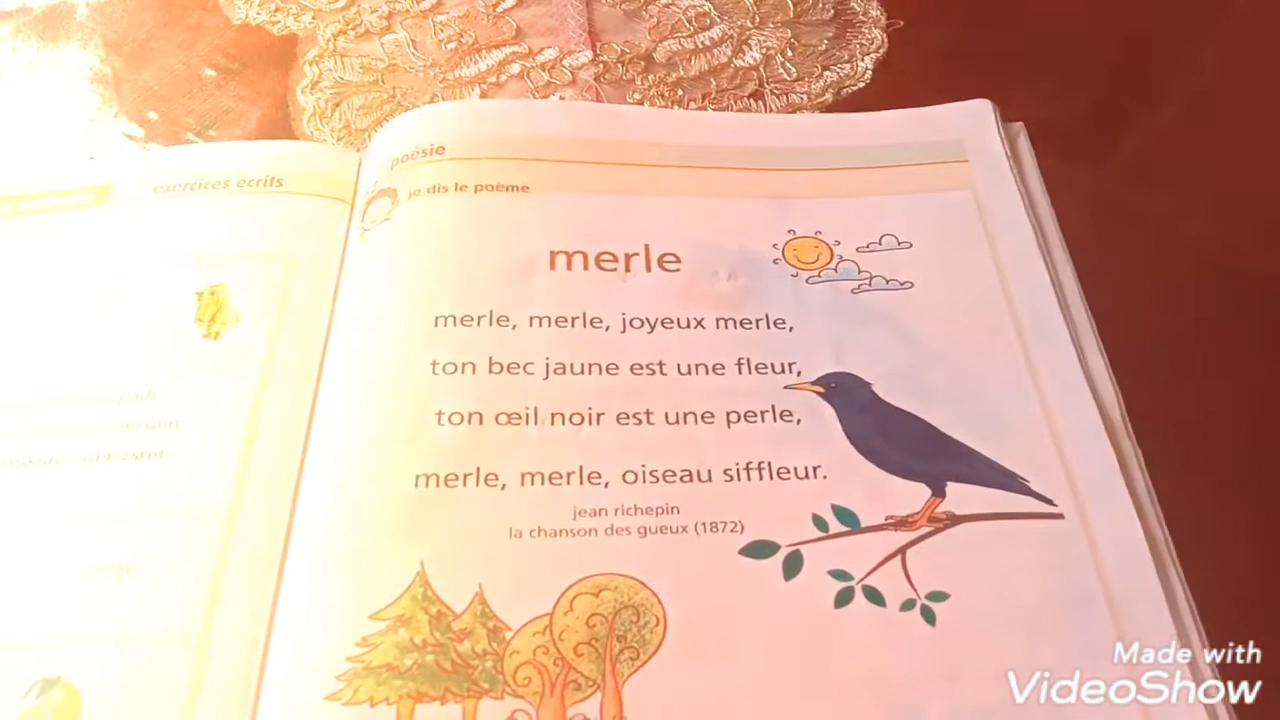 exercices écrits
poésie
je dis le poème
merle
merle, merle, joyeux merle,
ton bec jaune est une fleur,
ton œil noir est une perle,
merle, merle, oiseau siffleur.
jean richepin
la chanson des gueux (1872)
Made with
VideoShow